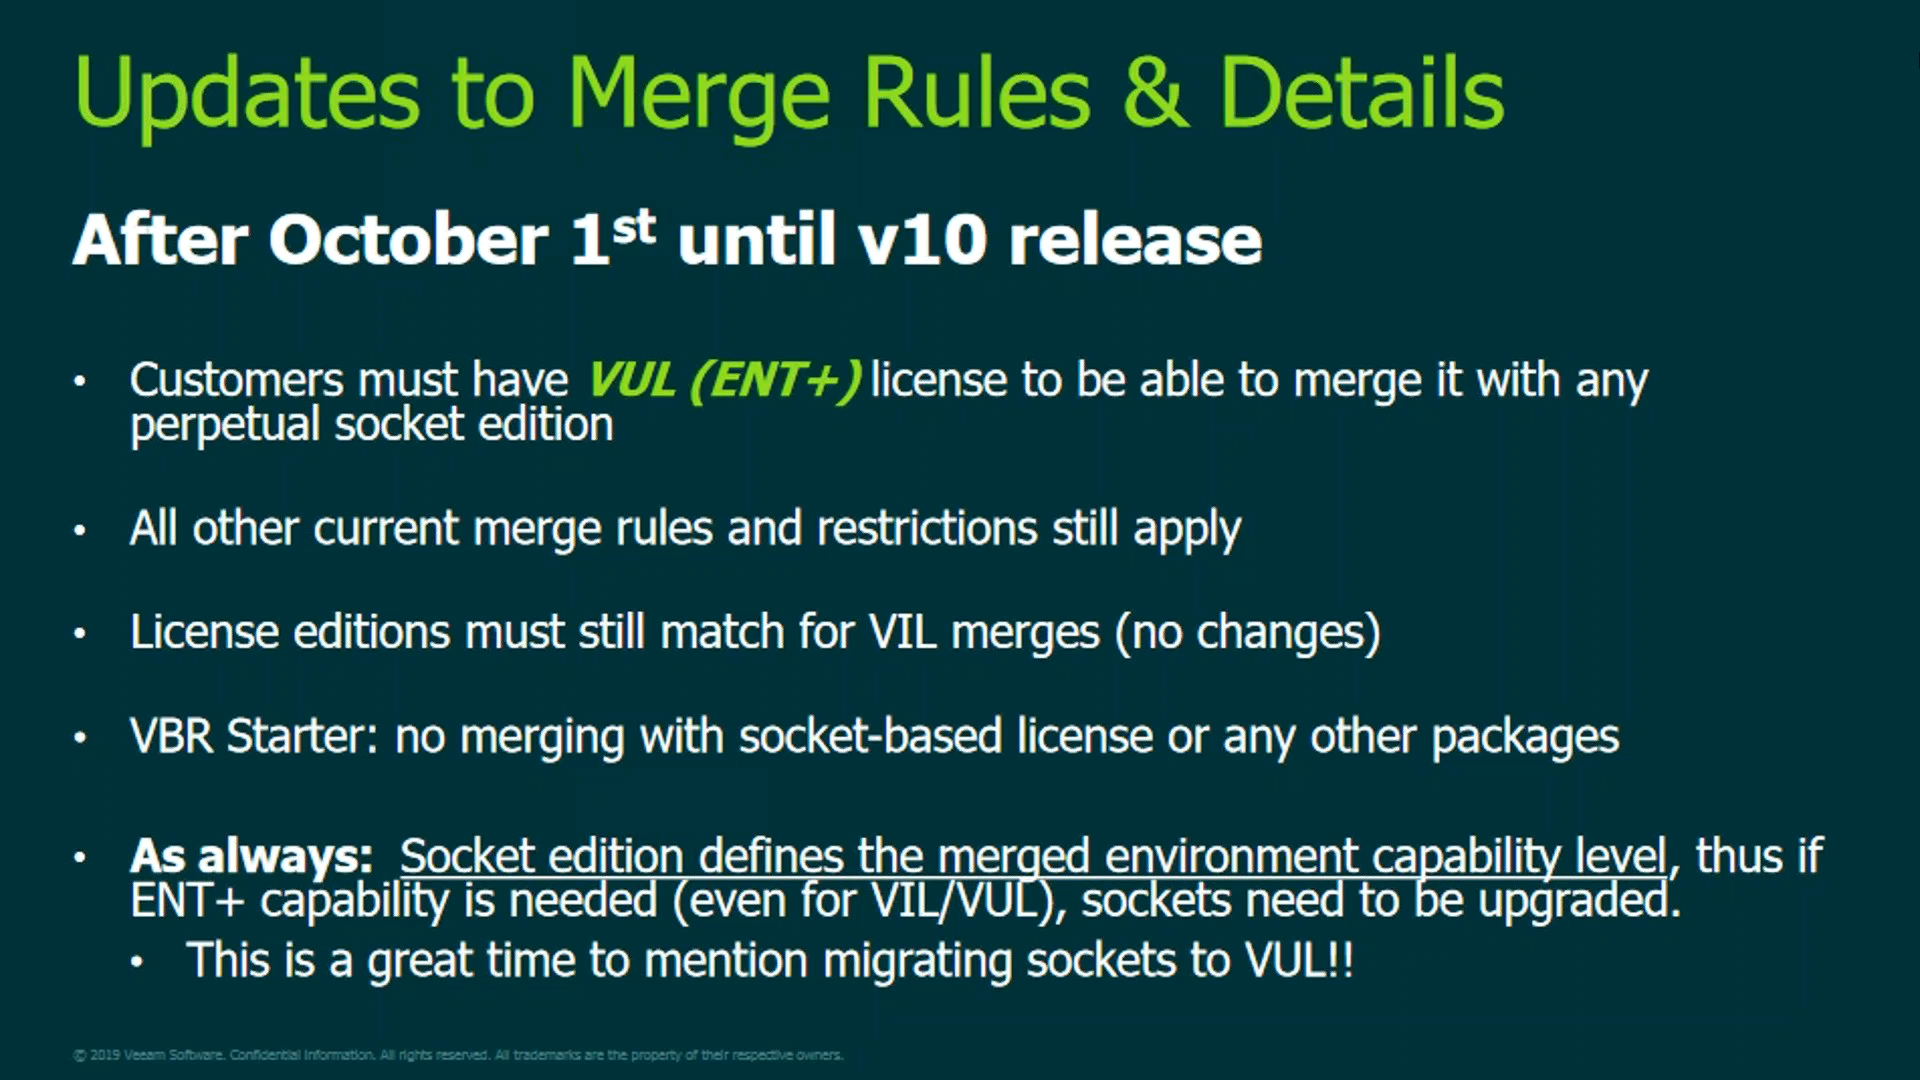 Updates to Merge Rules & Details
After October 1st until v10 release
• Customers must have VUL (ENT+) license to be able to merge it with any
perpetual socket edition
• All other current merge rules and restrictions still apply
• License editions must still match for VIL merges (no changes)
• VBR Starter: no merging with socket-based license or any other packages
• As always: Socket edition defines the merged environment capability level, thus if
ENT+ capability is needed (even for VIL/VUL), sockets need to be upgraded.
• This is a great time to mention migrating sockets to VUL!!
© 2019 Veeam Software. Confidential information. All rights reserved. All trademarks are the property of their respective owners.